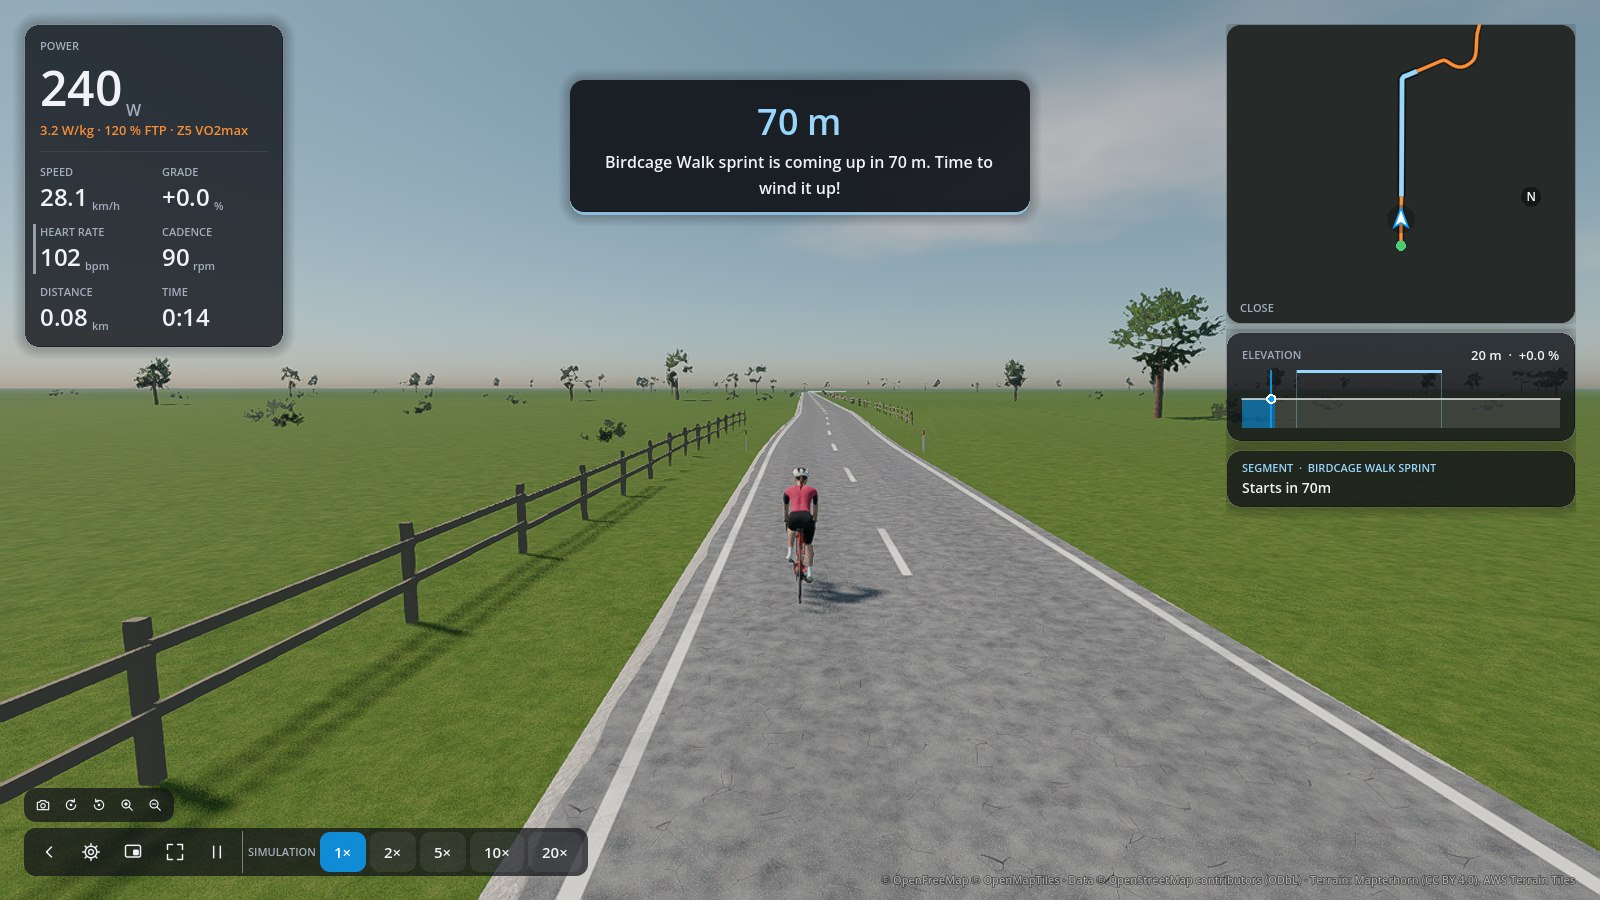 POWER
240 W
3.2 W/kg · 120 % FTP · Z5 VO2max
SPEED
28.1 km/h
GRADE
+0.0 %
HEART RATE
102 bpm
CADENCE
90 rpm
DISTANCE
0.08 km
TIME
0:14
70 m
Birdcage Walk sprint is coming up in 70 m. Time to
wind it up!
N
CLOSE
ELEVATION
20 m · +0.0 %
SEGMENT · BIRDCAGE WALK SPRINT
Starts in 70m
SIMULATION 1× 2× 5× 10× 20×
© OpenFreeMap © OpenMapTiles · Data © OpenStreetMap contributors (ODbL) · Terrain: Mapterhorn (CC BY 4.0), AWS Terrain Tiles